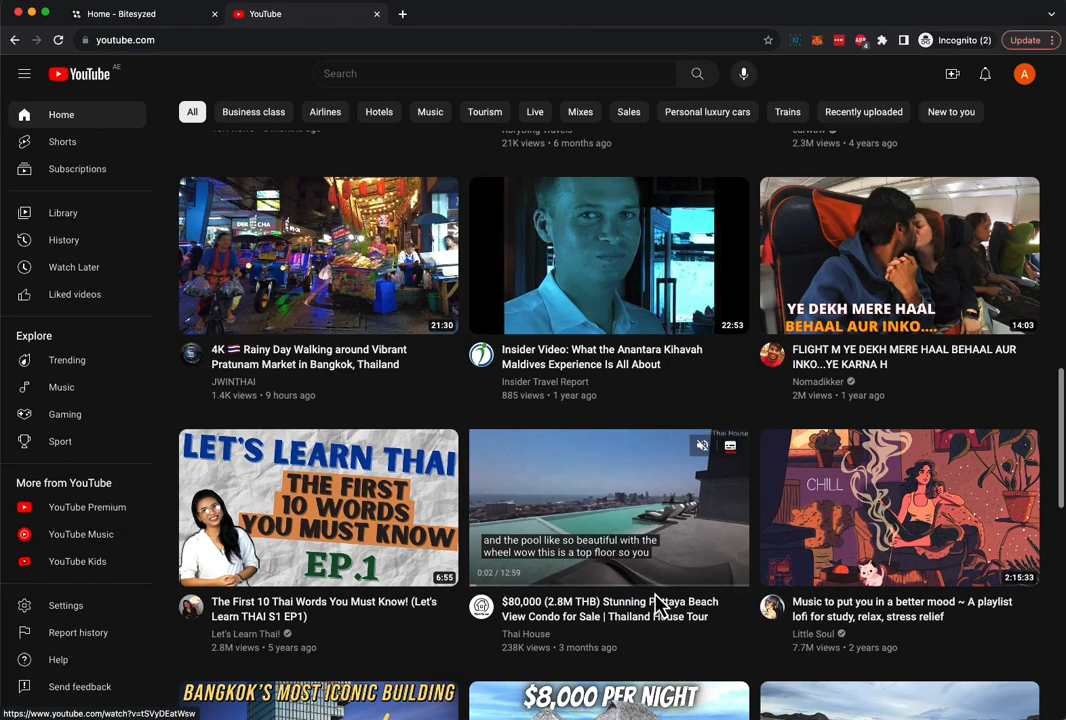 Home - Bitesyzed
YouTube
youtube.com
4
Incognito (2)
Update
YouTube AE
Search
A
Home
Shorts
Subscriptions
Library
History
Watch Later
Liked videos
Explore
Trending
Music
Gaming
Sport
More from YouTube
YouTube Premium
YouTube Music
YouTube Kids
Settings
Report history
Help
Send feedback
https://www.youtube.com/watch?v=tSVyDEatWsw
All
Business class
Airlines
Hotels
Music
Tourism
Live
Mixes
Sales
Personal luxury cars
Trains
Recently uploaded
New to you
21K views • 6 months ago
2.3M views • 4 years ago
21:30
4K 🇹🇭 Rainy Day Walking around Vibrant
Pratunam Market in Bangkok, Thailand
JWINTHAI
1.4K views • 9 hours ago
22:53
Insider Video: What the Anantara Kihavah
Maldives Experience Is All About
Insider Travel Report
885 views • 1 year ago
YE DEKH MERE HAAL
BEHAAL AUR INKO....
14:03
FLIGHT M YE DEKH MERE HAAL BEHAAL AUR
INKO...YE KARNA H
Nomadikker
2M views • 1 year ago
LET'S LEARN THAI
THE FIRST
10 WORDS
YOU MUST KNOW
EP.1
6:55
The First 10 Thai Words You Must Know! (Let's
Learn THAI S1 EP1)
Let's Learn Thai!
2.8M views • 5 years ago
Thai House
and the pool like so beautiful with the
wheel wow this is a top floor so you
0:02 / 12:59
$80,000 (2.8M THB) Stunning Pattaya Beach
View Condo for Sale | Thailand House Tour
Thai House
238K views • 3 months ago
CHILL
2:15:33
Music to put you in a better mood ~ A playlist
lofi for study, relax, stress relief
Little Soul
7.7M views • 2 years ago
BANGKOK'S MOST ICONIC BUILDING
$8,000 PER NIGHT